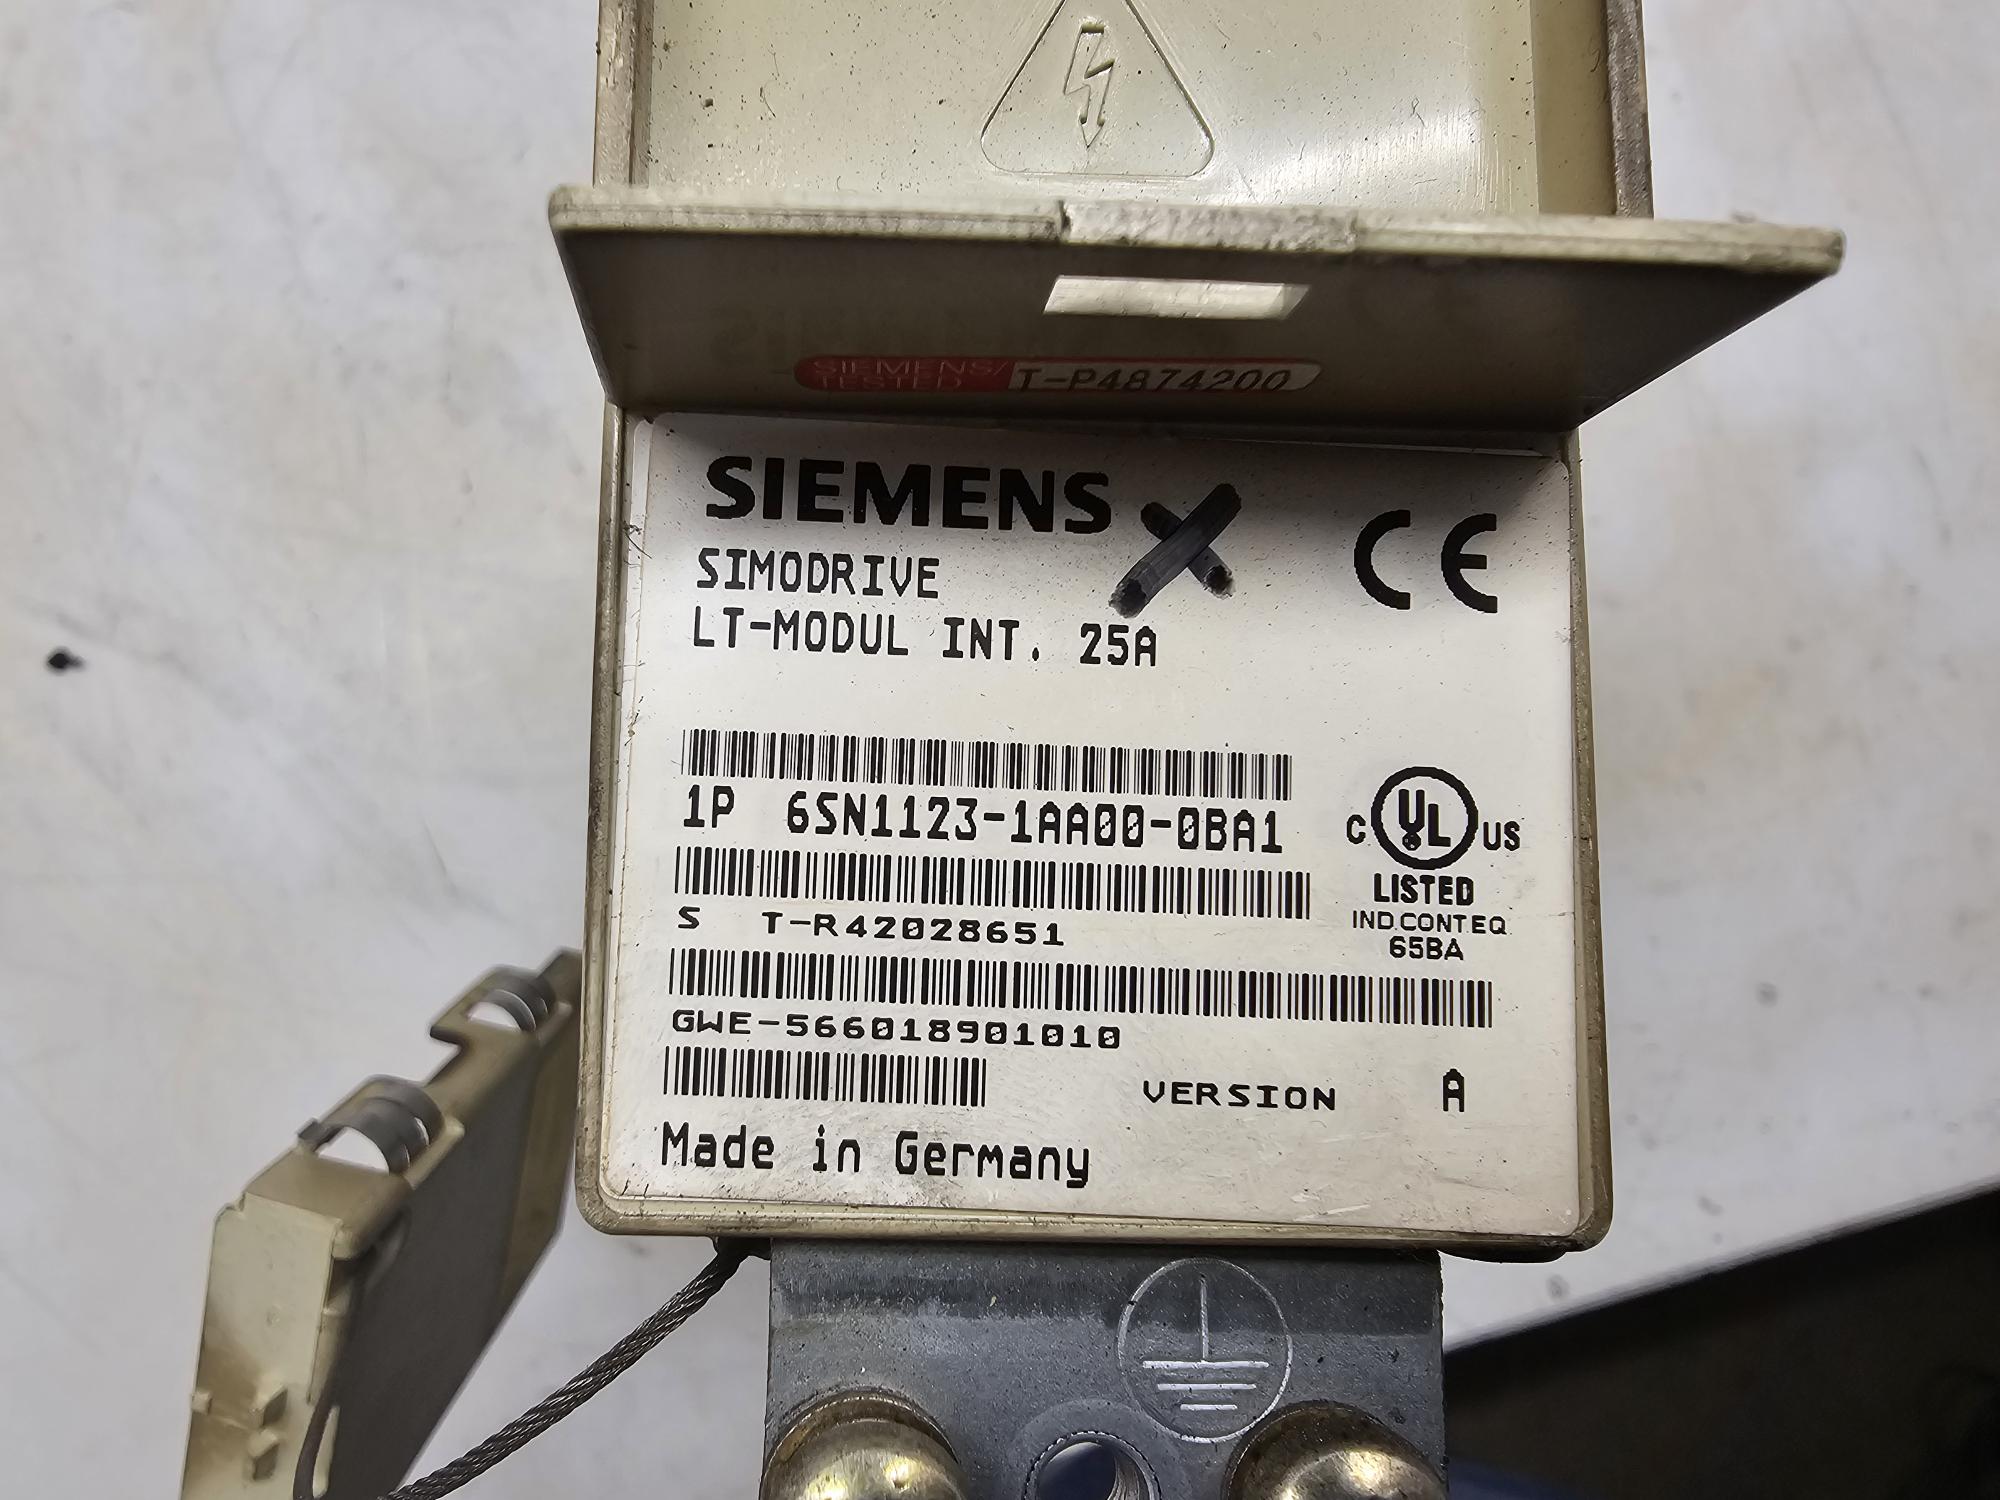 SIEMENS/
TESTED T-P4874200
SIEMENS
CE
SIMODRIVE
LT-MODUL INT. 25A
1P 6SN1123-1AA00-0BA1
C UL US
LISTED
IND.CONT.EQ
65BA
S T-R42028651
GWE-566018901010
VERSION A
Made in Germany